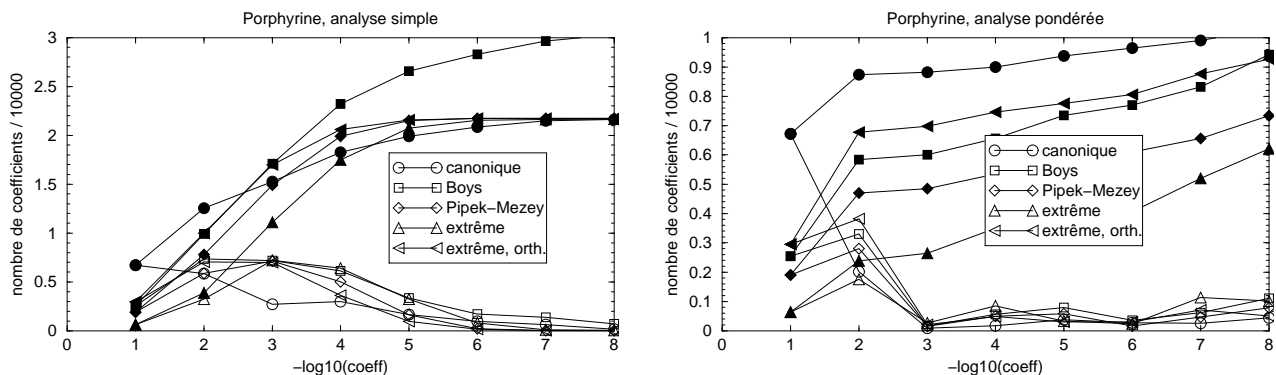 Porphyrine, analyse simple
nombre de coefficients / 10000
3
2.5
2
1.5
1
0.5
0
0 1 2 3 4 5 6 7 8
−log10(coeff)
canonique
Boys
Pipek−Mezey
extrême
extrême, orth.
Porphyrine, analyse pondérée
nombre de coefficients / 10000
1
0.9
0.8
0.7
0.6
0.5
0.4
0.3
0.2
0.1
0
0 1 2 3 4 5 6 7 8
−log10(coeff)
canonique
Boys
Pipek−Mezey
extrême
extrême, orth.